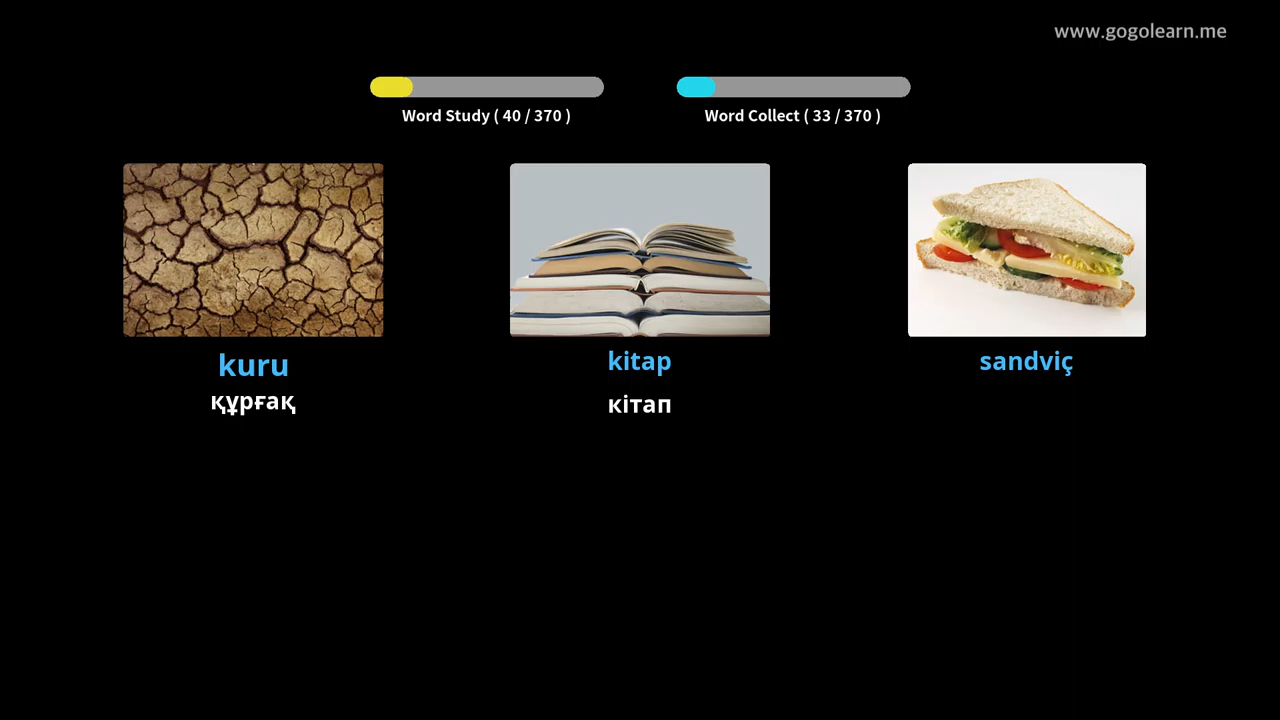 www.gogolearn.me
Word Study ( 40 / 370 )
Word Collect ( 33 / 370 )
kuru
құрғақ
kitap
кітап
sandviç